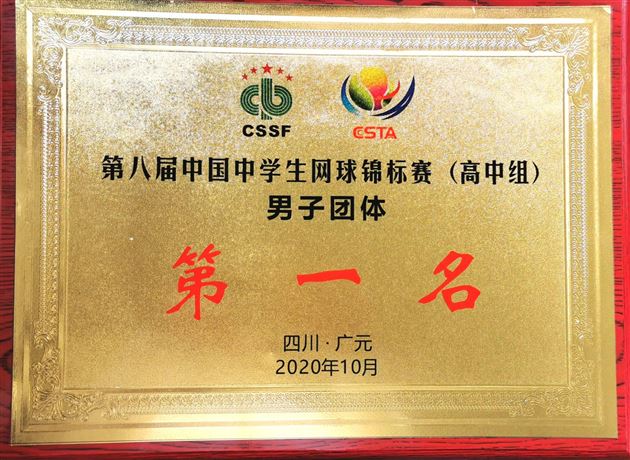 CSSF CSTA
第八届中国中学生网球锦标赛（高中组）
男子团体
第一名
四川·广元
2020年10月